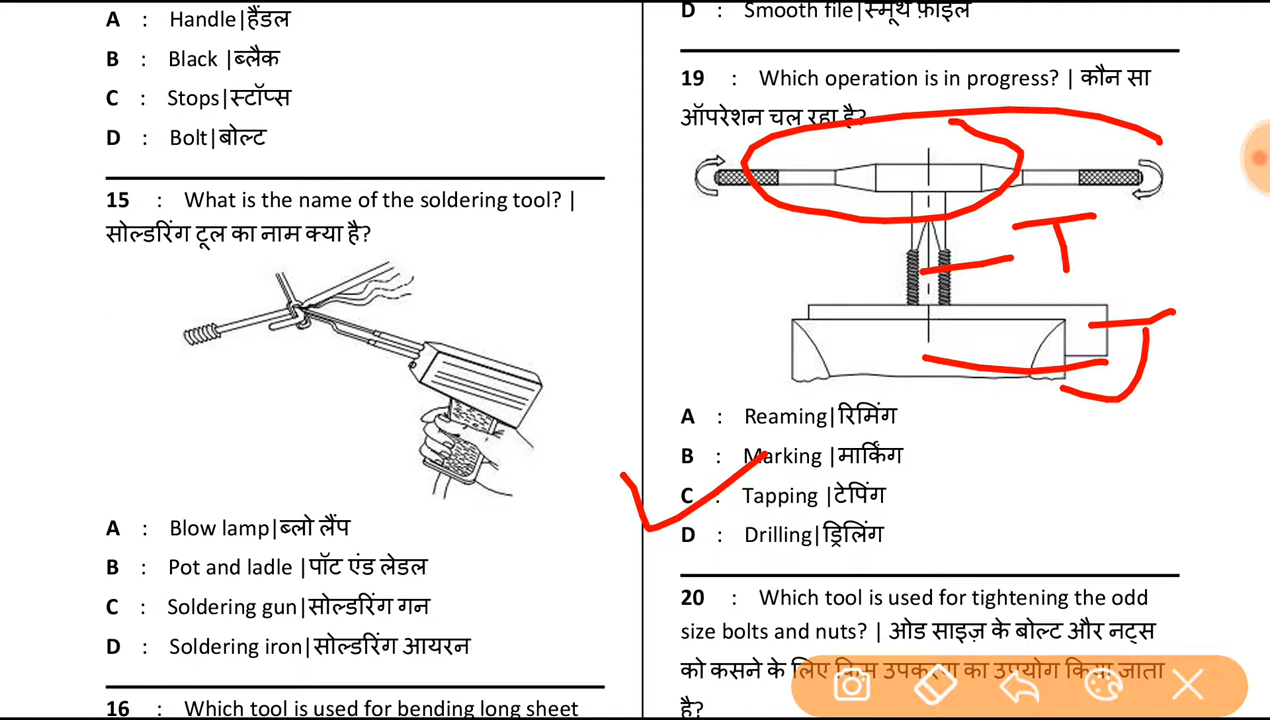 A : Handle|हैंडल
B : Black |ब्लैक
C : Stops|स्टॉप्स
D : Bolt|बोल्ट
15 : What is the name of the soldering tool? |
सोल्डरिंग टूल का नाम क्या है?
A : Blow lamp|ब्लो लैंप
B : Pot and ladle |पॉट एंड लेडल
C : Soldering gun|सोल्डरिंग गन
D : Soldering iron|सोल्डरिंग आयरन
16 : Which tool is used for bending long sheet
D : Smooth file|स्मूथ फ़ाइल
19 : Which operation is in progress? | कौन सा
ऑपरेशन चल रहा है?
T
A : Reaming|रिमिंग
B : Marking |मार्किंग
C : Tapping |टेपिंग
D : Drilling|ड्रिलिंग
20 : Which tool is used for tightening the odd
size bolts and nuts? | ओड साइज़ के बोल्ट और नट्स
को कसने के लिए किस उपकरण का उपयोग किया जाता
है?